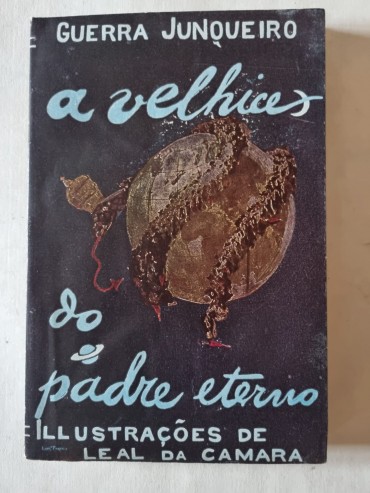 GUERRA JUNQUEIRO
a velhice
do
padre eterno
ILLUSTRAÇÕES DE
LEAL DA CAMARA